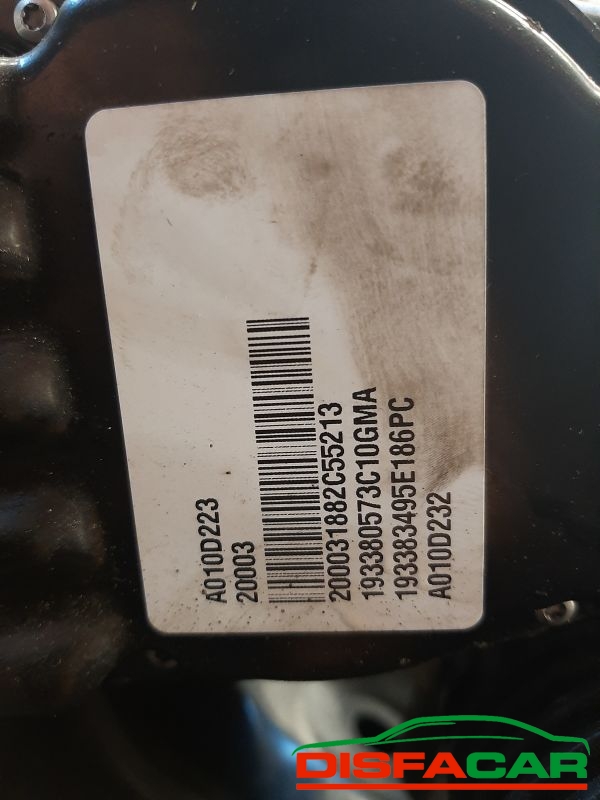 A010D223
20003
200031882C55213
193380573C10GMA
193383495E186PC
A010D232
DISFACAR